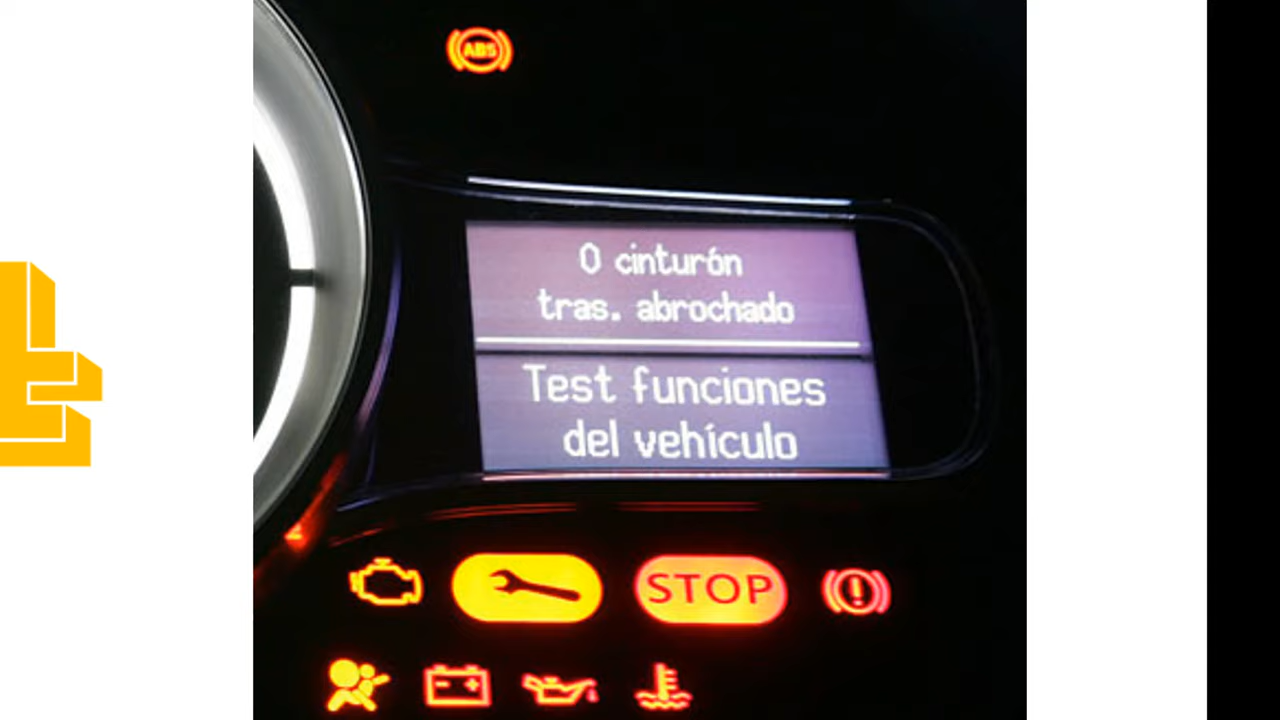 ABS
0 cinturón
tras. abrochado
Test funciones
del vehículo
STOP